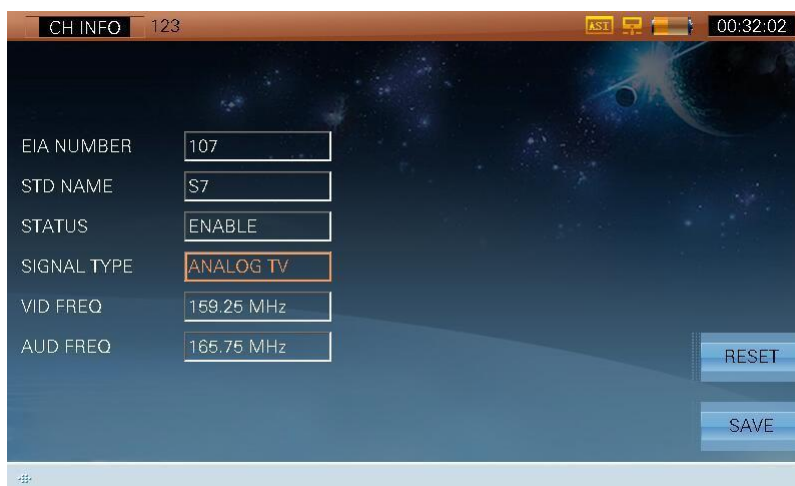 CH INFO 123 ASI 00:32:02
EIA NUMBER 107
STD NAME S7
STATUS ENABLE
SIGNAL TYPE ANALOG TV
VID FREQ 159.25 MHz
AUD FREQ 165.75 MHz
RESET
SAVE